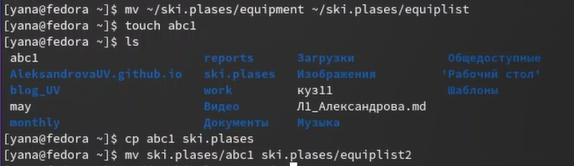 [yana@fedora ~]$ mv ~/ski.plases/equipment ~/ski.plases/equiplist
[yana@fedora ~]$ touch abc1
[yana@fedora ~]$ ls
abc1 reports Загрузки Общедоступные
AleksandrovaUV.github.io ski.plases Изображения 'Рабочий стол'
blog_UV work куз11 Шаблоны
may Видео Л1_Александрова.md
monthly Документы Музыка
[yana@fedora ~]$ cp abc1 ski.plases
[yana@fedora ~]$ mv ski.plases/abc1 ski.plases/equiplist2